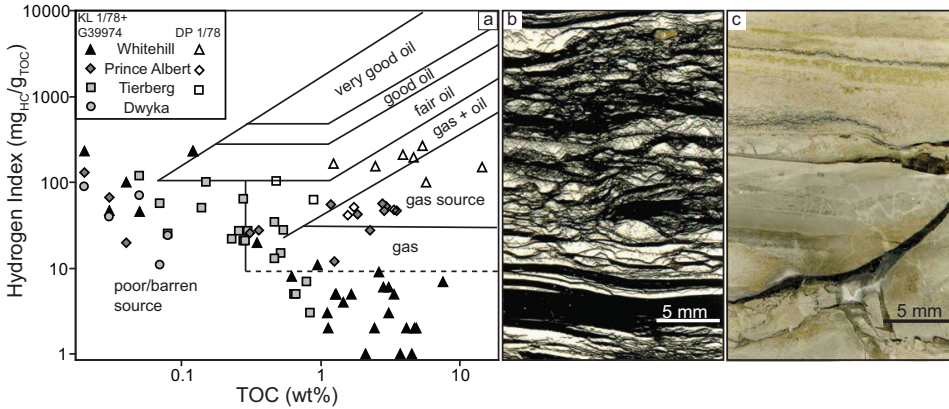 10000
1000
100
10
1
Hydrogen Index (mgHC/gTOC)
KL 1/78+
G39974
DP 1/78
Whitehill
Prince Albert
Tierberg
Dwyka
a
very good oil
good oil
fair oil
gas + oil
gas source
gas
poor/barren
source
0.1
1
10
TOC (wt%)
b
5 mm
c
5 mm